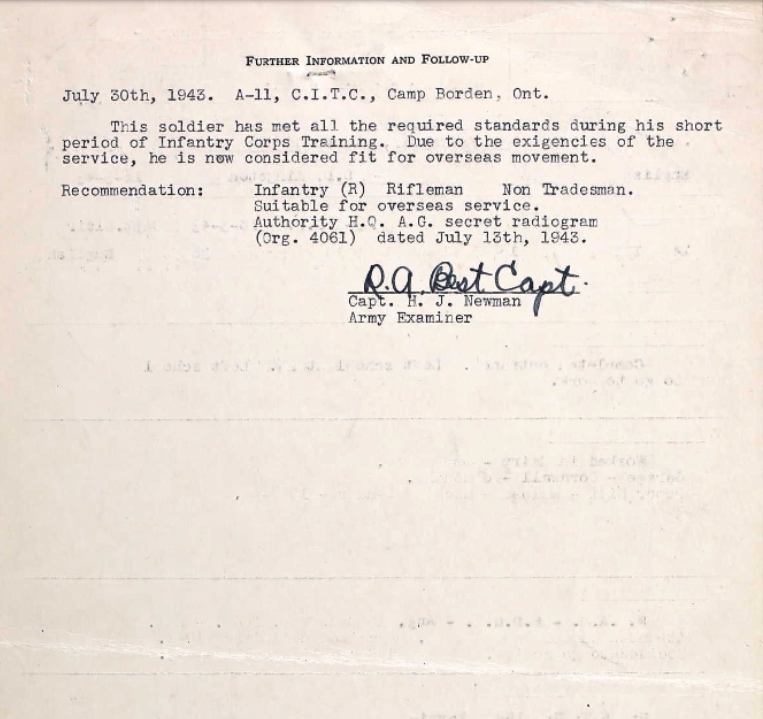 FURTHER INFORMATION AND FOLLOW-UP
July 30th, 1943. A-11, C.I.T.C., Camp Borden, Ont.
This soldier has met all the required standards during his short
period of Infantry Corps Training. Due to the exigencies of the
service, he is now considered fit for overseas movement.
Recommendation: Infantry (R) Rifleman Non Tradesman.
Suitable for overseas service.
Authority H.Q. A.G. secret radiogram
(Org. 4061) dated July 13th, 1943.
R.A. Best Capt.
Capt. H. J. Newman
Army Examiner